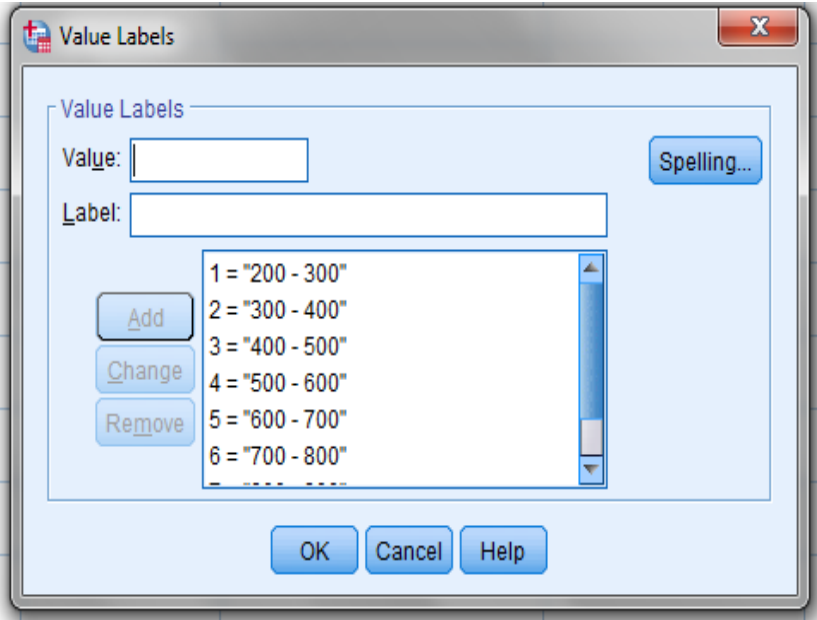 Value Labels
Value Labels
Value:
Spelling...
Label:
1 = "200 - 300"
Add
2 = "300 - 400"
3 = "400 - 500"
Change
4 = "500 - 600"
Remove
5 = "600 - 700"
6 = "700 - 800"
OK Cancel Help